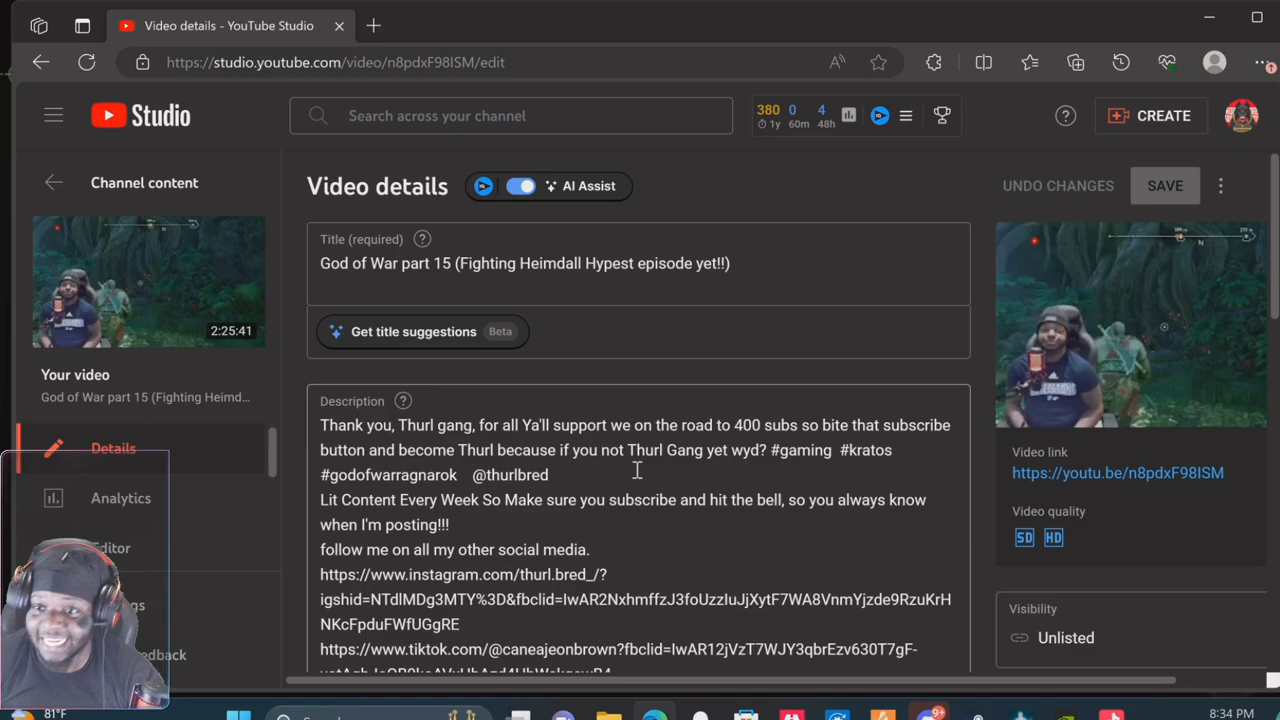 Video details - YouTube Studio
https://studio.youtube.com/video/n8pdxF98ISM/edit
Studio
Search across your channel
380 0 4
1y 60m 48h
CREATE
Channel content
Video details
AI Assist
UNDO CHANGES
SAVE
Title (required)
God of War part 15 (Fighting Heimdall Hypest episode yet!!)
2:25:41
Get title suggestions Beta
Your video
God of War part 15 (Fighting Heimd...
Description
Thank you, Thurl gang, for all Ya'll support we on the road to 400 subs so bite that subscribe
button and become Thurl because if you not Thurl Gang yet wyd? #gaming #kratos
#godofwarragnarok @thurlbred
Lit Content Every Week So Make sure you subscribe and hit the bell, so you always know
when I'm posting!!!
follow me on all my other social media.
https://www.instagram.com/thurl.bred_/?
igshid=NTdlMDg3MTY%3D&fbclid=IwAR2NxhmffzJ3foUzzIuJjXytF7WA8VnmYjzde9RzuKrH
NKcFpduFWfUGgRE
https://www.tiktok.com/@caneajeonbrown?fbclid=IwAR12jVzT7WJY3qbrEzv630T7gF-
Details
Analytics
ditor
gs
edback
Video link
https://youtu.be/n8pdxF98ISM
Video quality
SD HD
Visibility
Unlisted
81°F
9+
8:34 PM